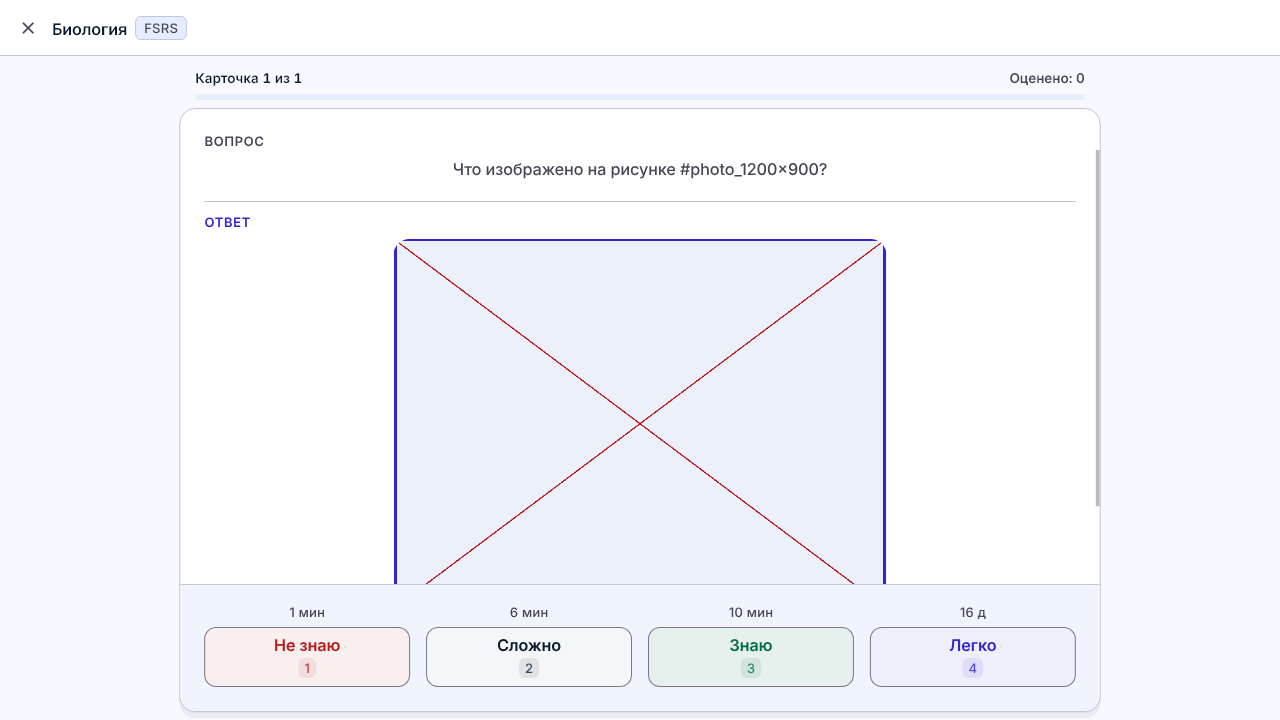 Биология FSRS
Карточка 1 из 1
Оценено: 0
ВОПРОС
Что изображено на рисунке #photo_1200×900?
ОТВЕТ
1 мин
6 мин
10 мин
16 д
Не знаю
Сложно
Знаю
Легко
1
2
3
4